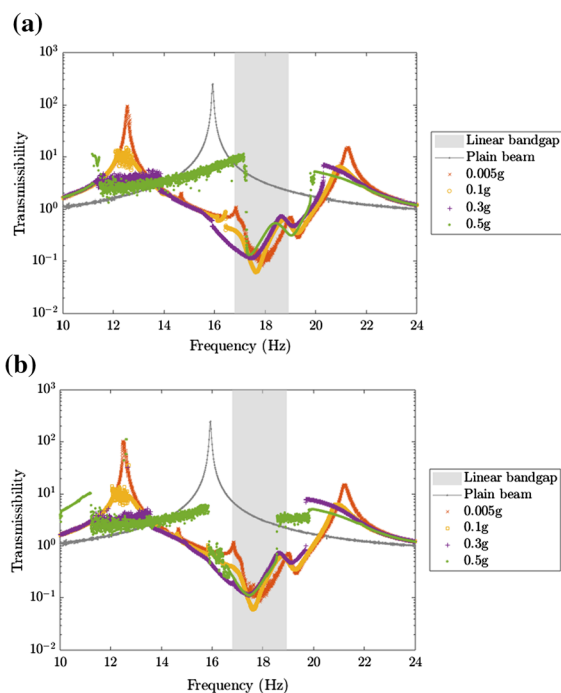 (a)
10³
10²
10¹
10⁰
10⁻¹
10⁻²
Transmissibility
10 12 14 16 18 20 22 24
Frequency (Hz)
Linear bandgap
Plain beam
0.005g
0.1g
0.3g
0.5g
(b)
10³
10²
10¹
10⁰
10⁻¹
10⁻²
Transmissibility
10 12 14 16 18 20 22 24
Frequency (Hz)
Linear bandgap
Plain beam
0.005g
0.1g
0.3g
0.5g